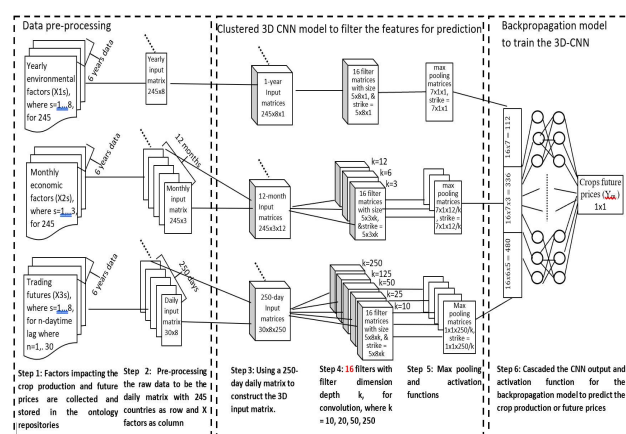 Data pre-processing
Clustered 3D CNN model to filter the features for prediction
Backpropagation model
to train the 3D-CNN
Yearly
environmental
factors (X1s),
where s=1...8,
for 245
6 years data
Yearly
input
matrix
245x8
1-year
Input
matrices
245x8x1
16 filter
matrices
with size
5x8x1, &
strike =
5x8x1
max
pooling
matrices
7x1x1,
strike =
7x1x1
Monthly
economic
factors (X2s),
where s=1...3,
for 245
6 years data
12 months
Monthly
input
matrix
245x3
12-month
Input
matrices
245x3x12
k=12
k=6
k=3
16 filter
matrices
with size
5x3xk,
&strike =
5x3xk
max
pooling
matrices
7x1x12/k,
strike =
7x1x12/k
Trading
futures (X3s),
where s=1...8,
for n-daytime
lag where
n=1,.. 30
6 years data
250 days
Daily
input
matrix
30x8
250-day
Input
matrices
30x8x250
k=250
k=125
k=50
k=25
k=10
16 filter
matrices
with size
5x8xk, &
strike =
5x8xk
Max
pooling
matrices
1x1x250/k,
strike =
1x1x250/k
16x7 = 112
16x7x3 = 336
16x6x5 = 480
Crops future
prices
1x1
Step 1: Factors impacting the
crop production and future
prices are collected and
stored in the ontology
repositories
Step 2: Pre-processing
the raw data to be the
daily matrix with 245
countries as row and X
factors as column
Step 3: Using a 250-
day daily matrix to
construct the 3D
input matrix.
Step 4: 16 filters with
filter dimension
depth k, for
convolution, where k
= 10, 20, 50, 250
Step 5: Max pooling
and activation
functions
Step 6: Cascaded the CNN output and
activation function for the
backpropagation model to predict the
crop production or future prices